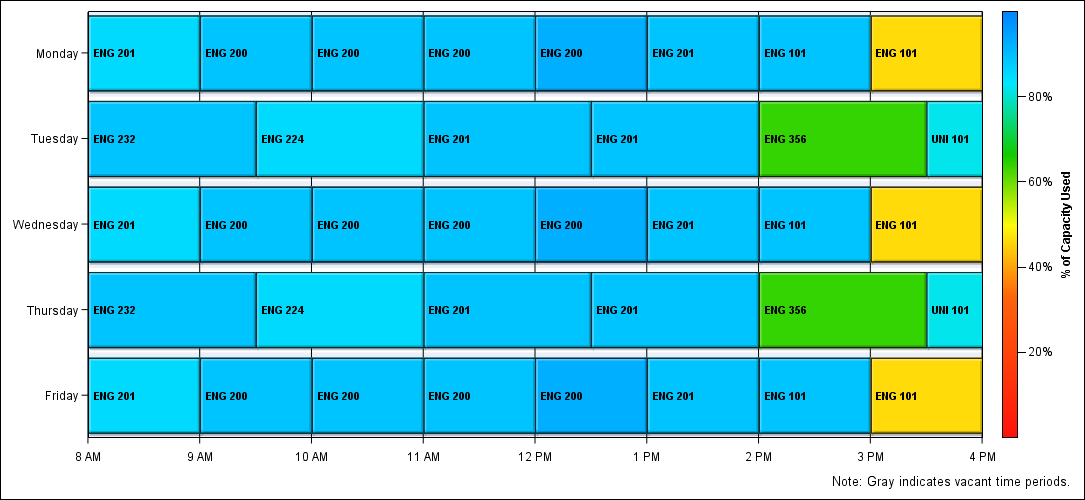 Monday ENG 201 ENG 200 ENG 200 ENG 200 ENG 200 ENG 201 ENG 101 ENG 101
Tuesday ENG 232 ENG 224 ENG 201 ENG 201 ENG 356 UNI 101
Wednesday ENG 201 ENG 200 ENG 200 ENG 200 ENG 200 ENG 201 ENG 101 ENG 101
Thursday ENG 232 ENG 224 ENG 201 ENG 201 ENG 356 UNI 101
Friday ENG 201 ENG 200 ENG 200 ENG 200 ENG 200 ENG 201 ENG 101 ENG 101
8 AM 9 AM 10 AM 11 AM 12 PM 1 PM 2 PM 3 PM 4 PM
80%
60%
40%
20%
% of Capacity Used
Note: Gray indicates vacant time periods.